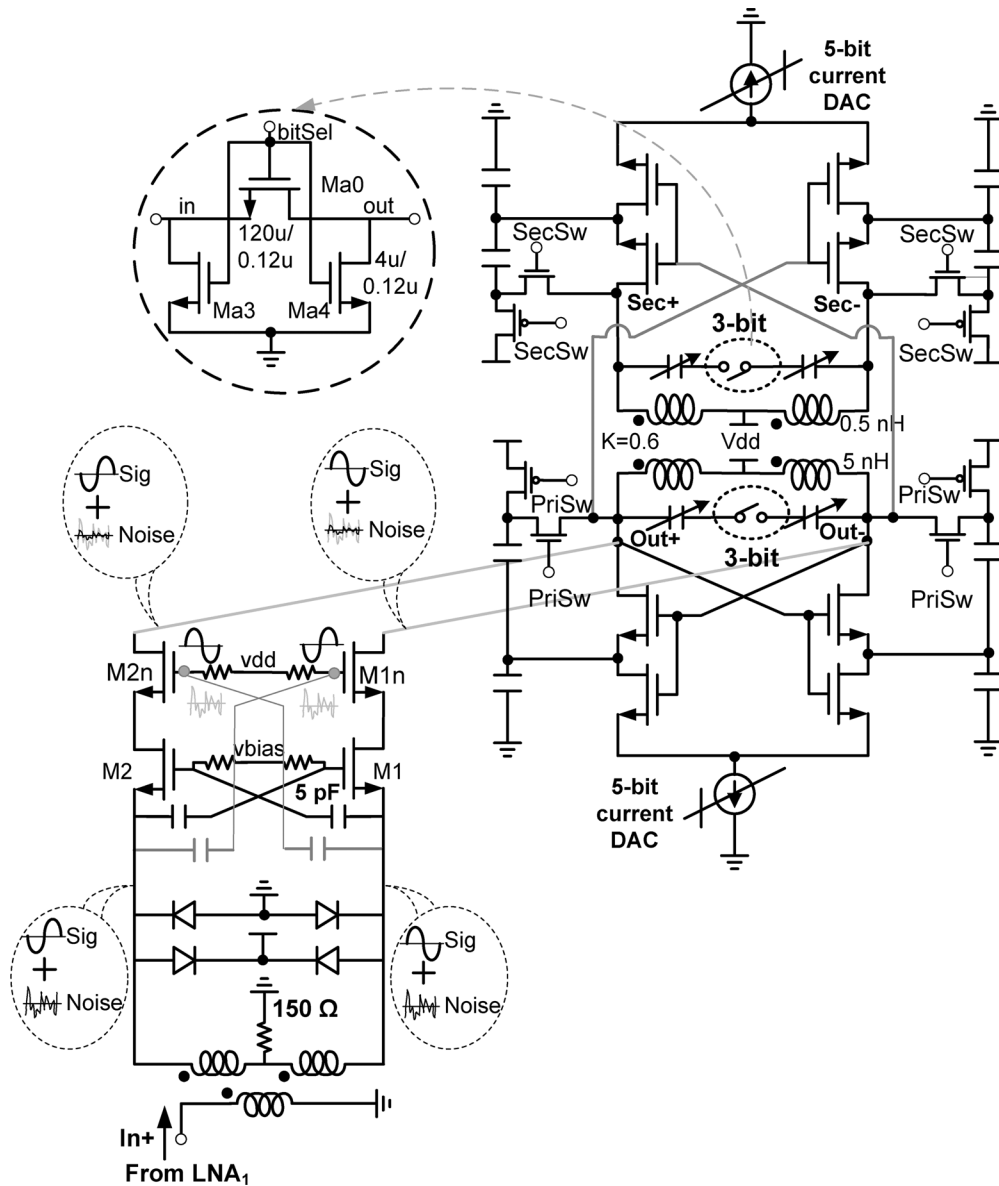 5-bit
current
DAC
bitSel
Ma0
in
out
120u/
0.12u
4u/
0.12u
Ma3
Ma4
SecSw
SecSw
Sec+
Sec-
SecSw
SecSw
3-bit
0.5 nH
K=0.6
Vdd
5 nH
PriSw
PriSw
Out+
Out-
3-bit
PriSw
PriSw
Sig
+
Noise
Sig
+
Noise
M2n
vdd
M1n
M2
vbias
M1
5 pF
5-bit
current
DAC
Sig
+
Noise
Sig
+
Noise
150 Ω
In+
From LNA1